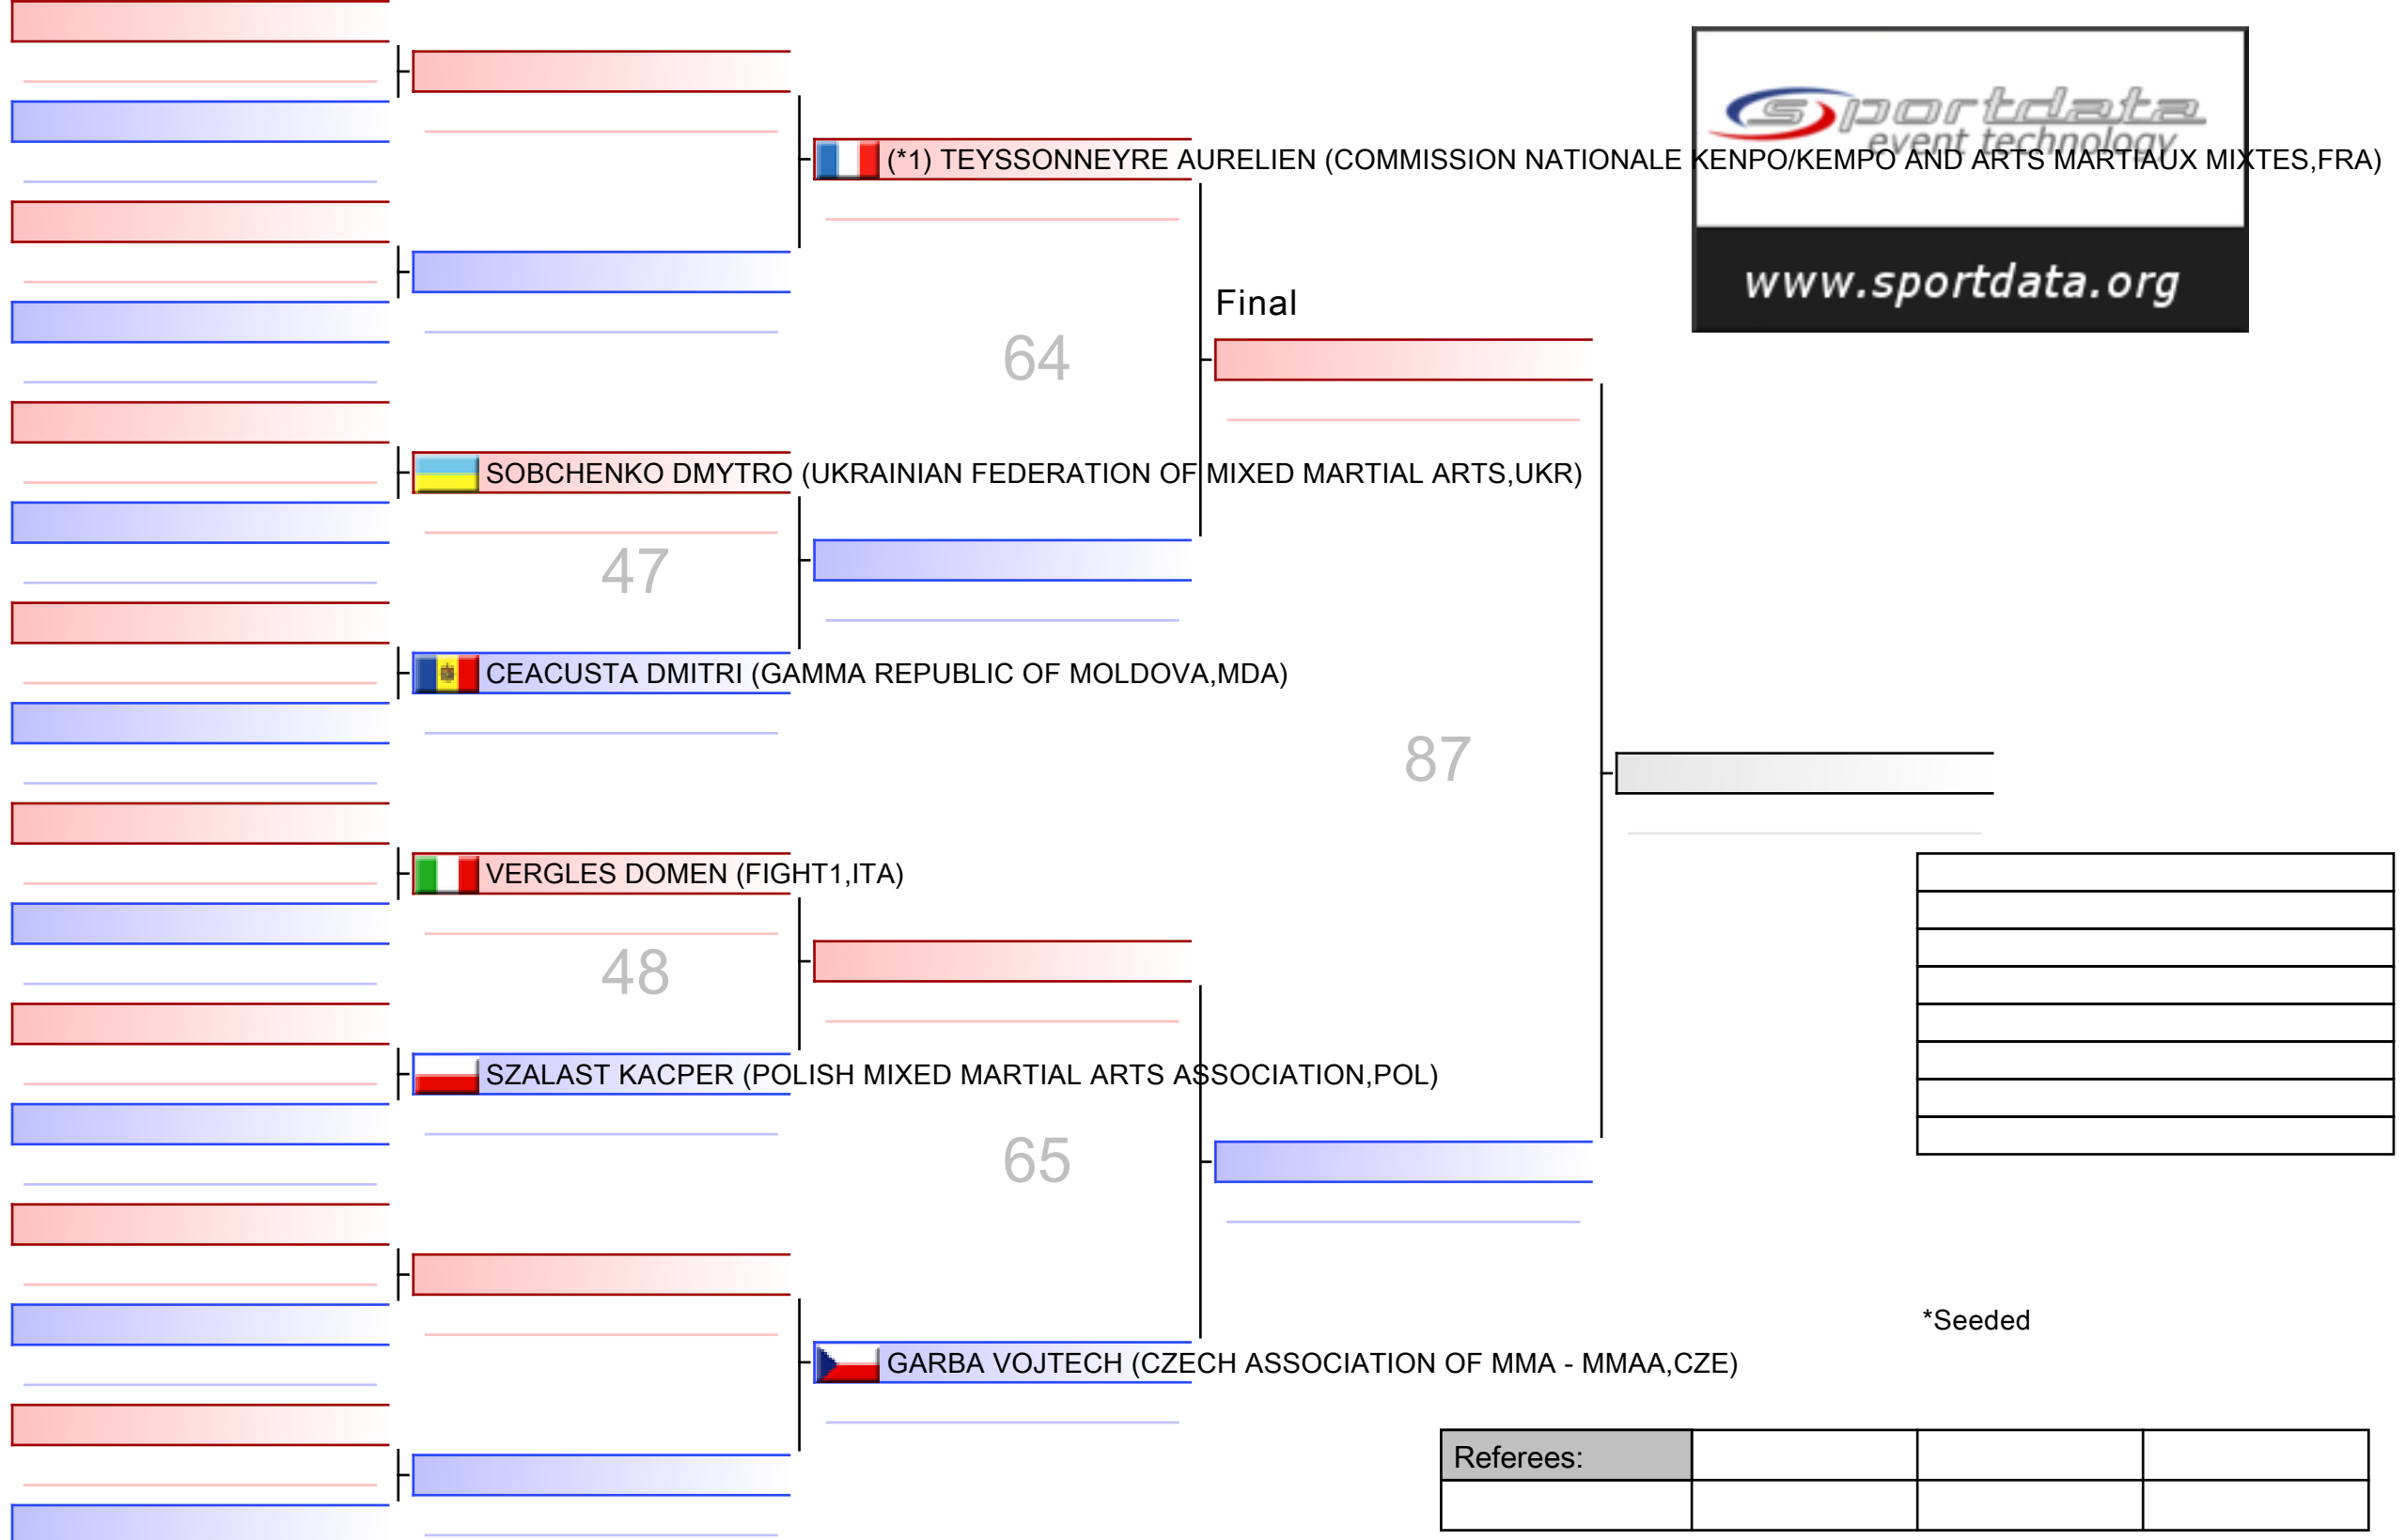 sportdata
event technology
(*1) TEYSSONNEYRE AURELIEN (COMMISSION NATIONALE KENPO/KEMPO AND ARTS MARTIAUX MIXTES,FRA)
www.sportdata.org
Final
64
SOBCHENKO DMYTRO (UKRAINIAN FEDERATION OF MIXED MARTIAL ARTS,UKR)
47
CEACUSTA DMITRI (GAMMA REPUBLIC OF MOLDOVA,MDA)
87
VERGLES DOMEN (FIGHT1,ITA)
48
SZALAST KACPER (POLISH MIXED MARTIAL ARTS ASSOCIATION,POL)
65
*Seeded
GARBA VOJTECH (CZECH ASSOCIATION OF MMA - MMAA,CZE)
Referees: